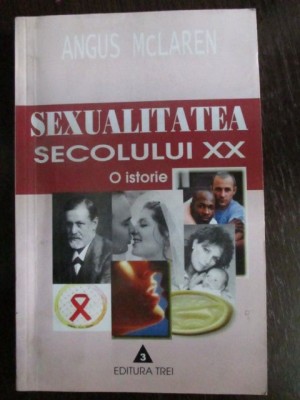 ANGUS McLAREN
SEXUALITATEA
SECOLULUI XX
O istorie
3
EDITURA TREI